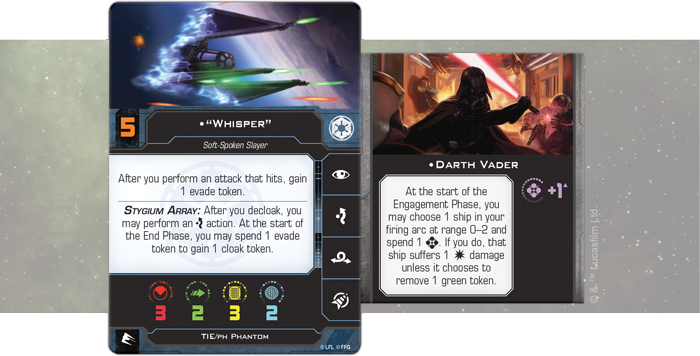 5
•"WHISPER"
Soft-Spoken Slayer
After you perform an attack that hits, gain
1 evade token.
STYGIUM ARRAY: After you decloak, you
may perform an action. At the start of
the End Phase, you may spend 1 evade
token to gain 1 cloak token.
3 2 3 2
TIE/PH PHANTOM
© LFL © FFG
•DARTH VADER
At the start of the
Engagement Phase, you
may choose 1 ship in your
firing arc at range 0–2 and
spend 1 . If you do, that
ship suffers 1 damage
unless it chooses to
remove 1 green token.
+1
© & ™ Lucasfilm Ltd.